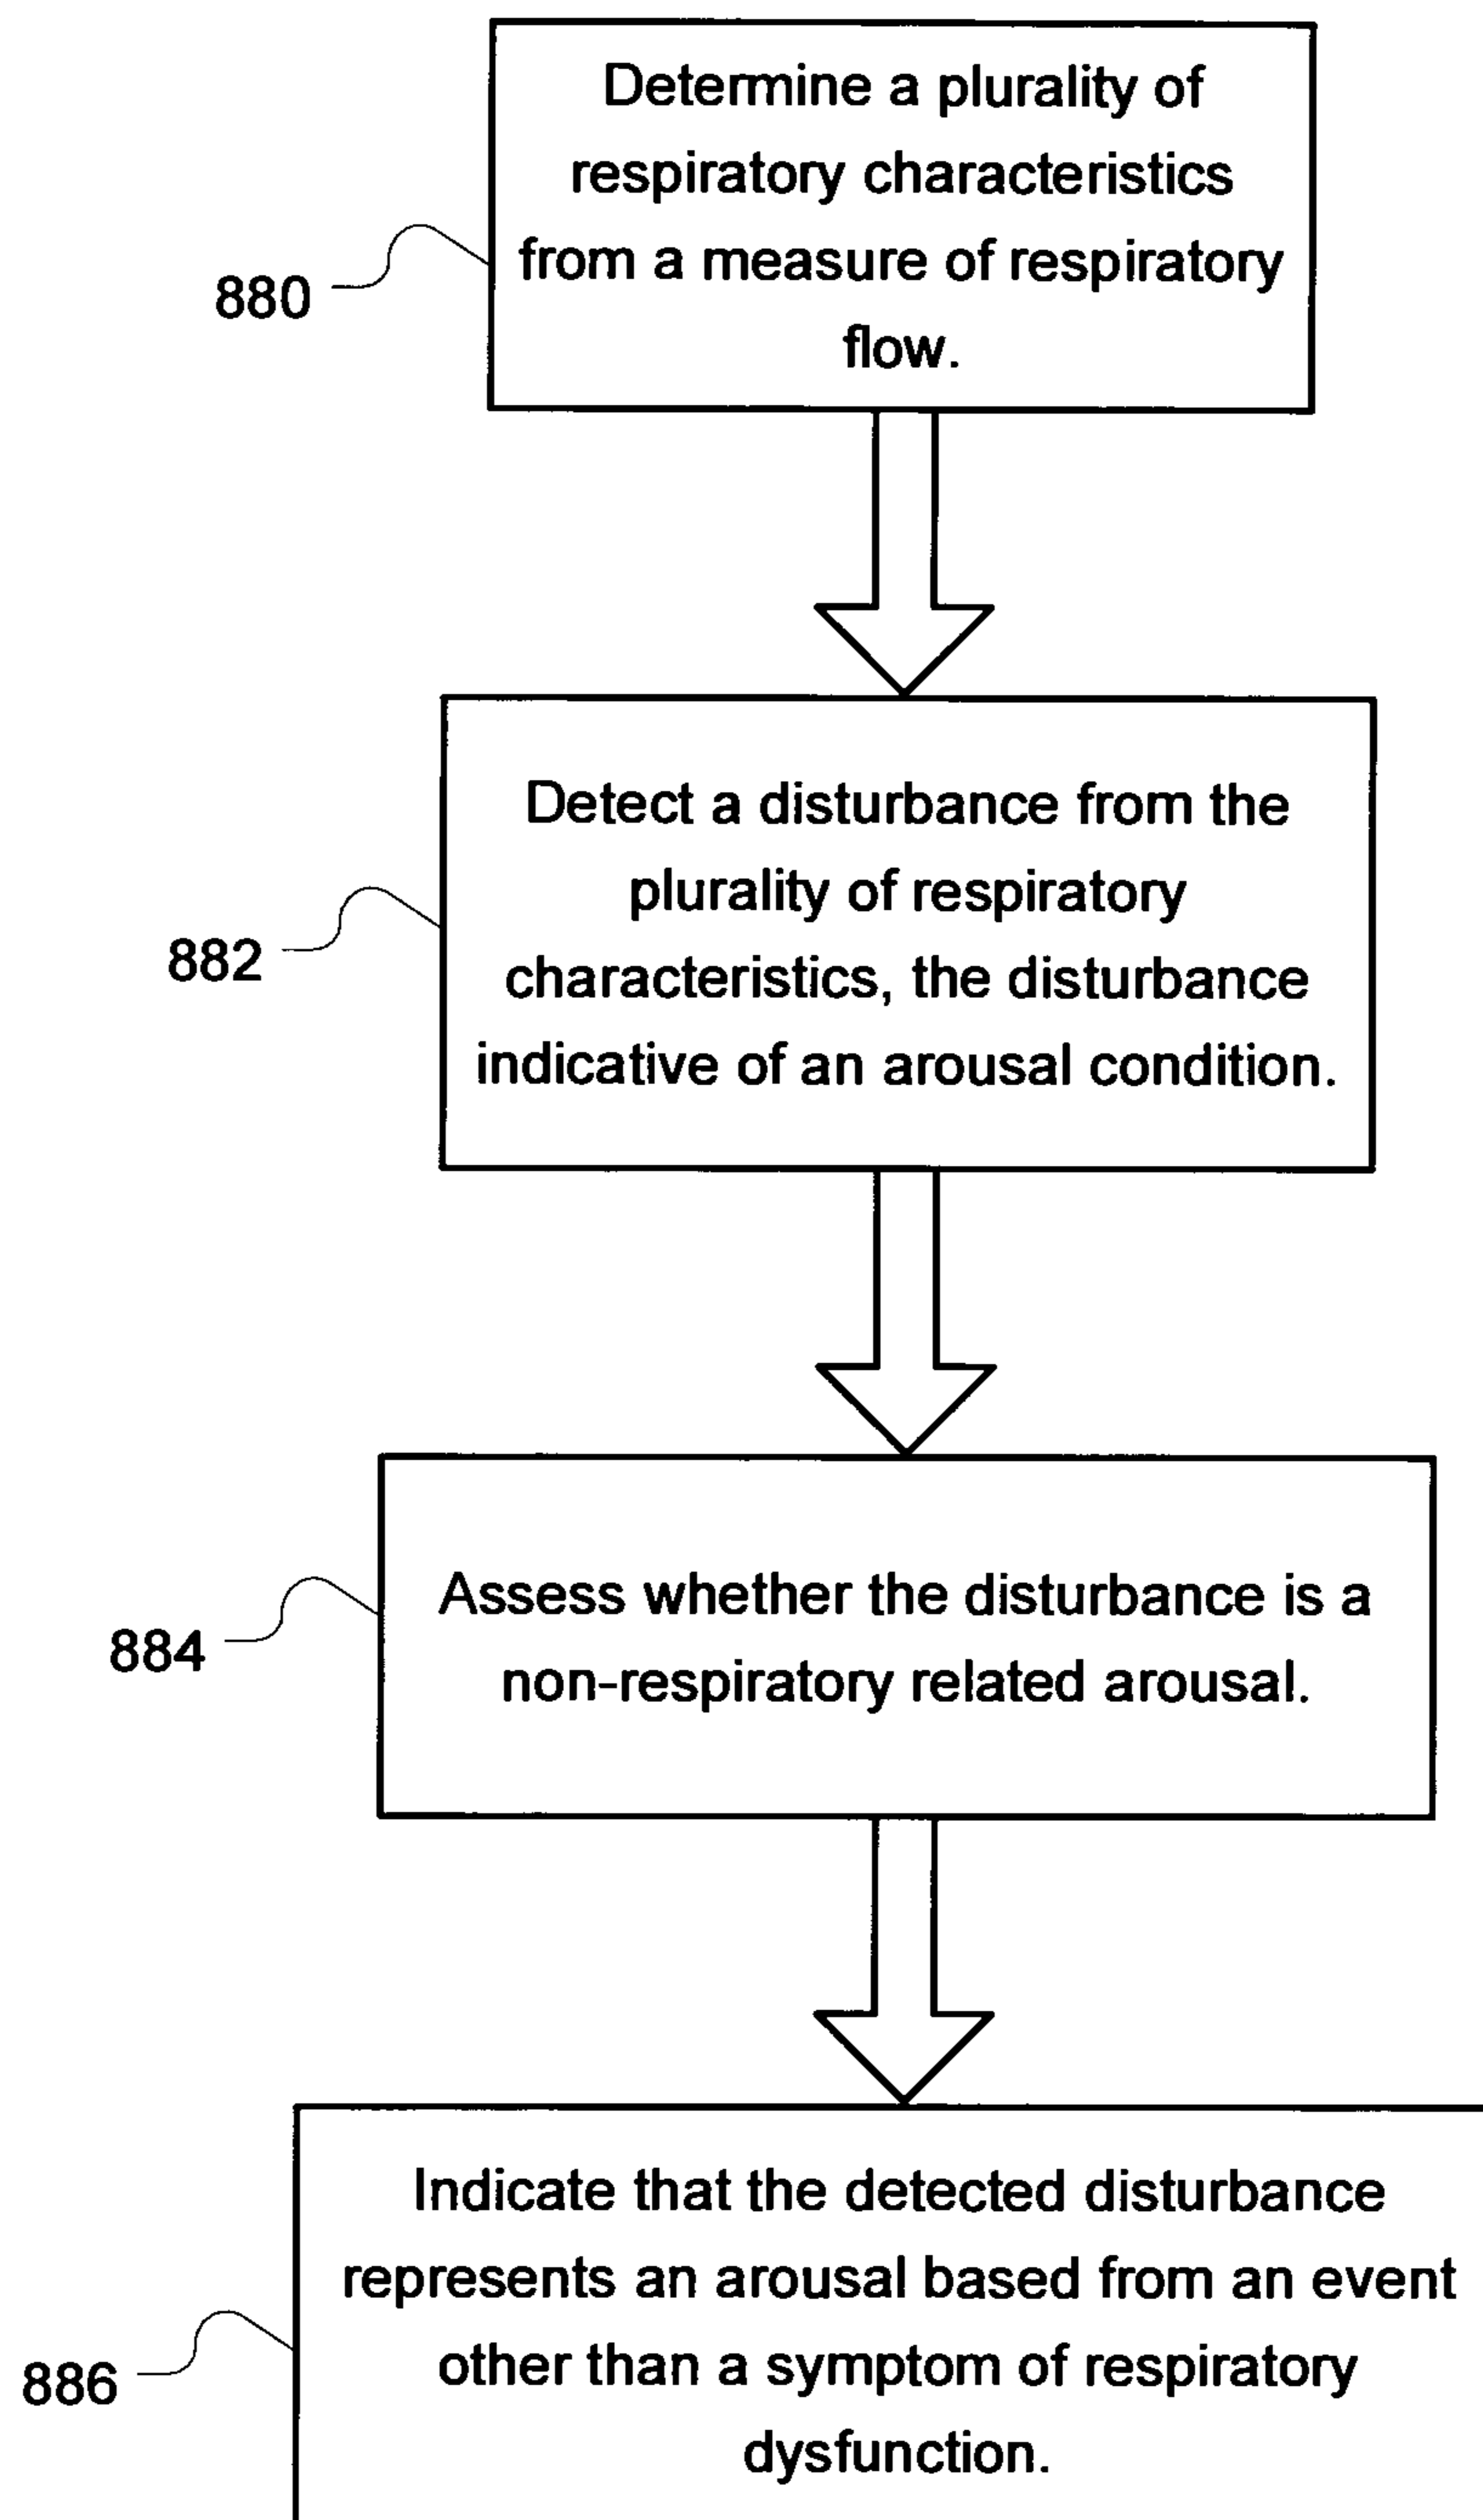 Determine a plurality of
respiratory characteristics
from a measure of respiratory
flow.
880
Detect a disturbance from the
plurality of respiratory
characteristics, the disturbance
indicative of an arousal condition.
882
Assess whether the disturbance is a
non-respiratory related arousal.
884
Indicate that the detected disturbance
represents an arousal based from an event
other than a symptom of respiratory
dysfunction.
886